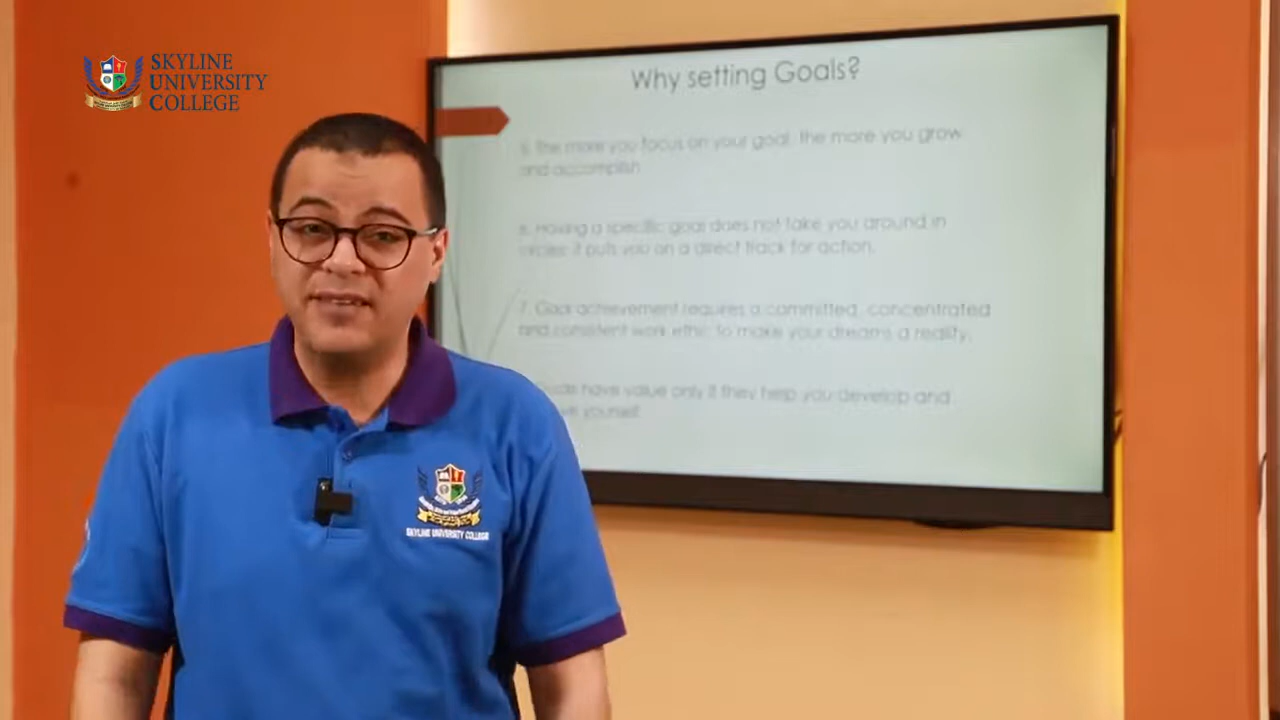 SKYLINE
UNIVERSITY
COLLEGE
Why setting Goals?
5. The more you focus on your goal, the more you grow
and accomplish
6. Having a specific goal does not take you around in
circles; it puts you on a direct track for action.
7. Goal achievement requires a committed, concentrated
and consistent work ethic to make your dreams a reality.
have value only if they help you develop and
yourself
SKYLINE UNIVERSITY COLLEGE